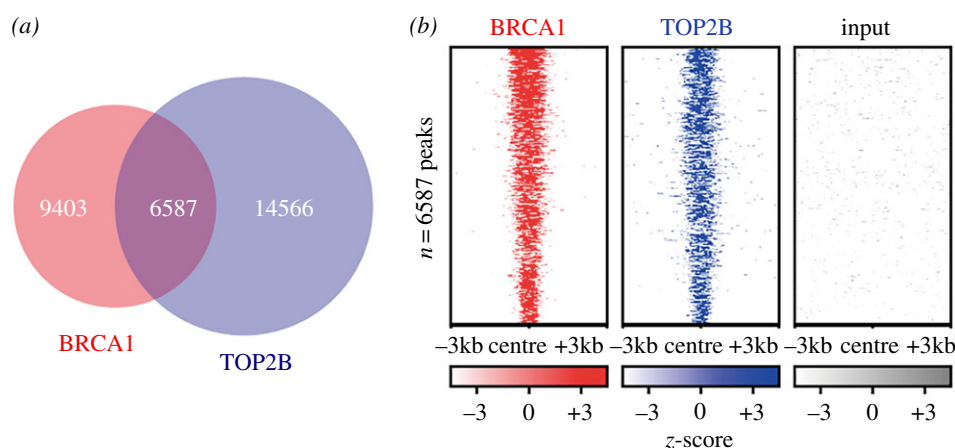 (a)
9403 6587 14566
BRCA1
TOP2B
(b)
BRCA1 TOP2B input
n = 6587 peaks
–3kb centre +3kb –3kb centre +3kb –3kb centre +3kb
–3 0 +3 –3 0 +3 –3 0 +3
z-score